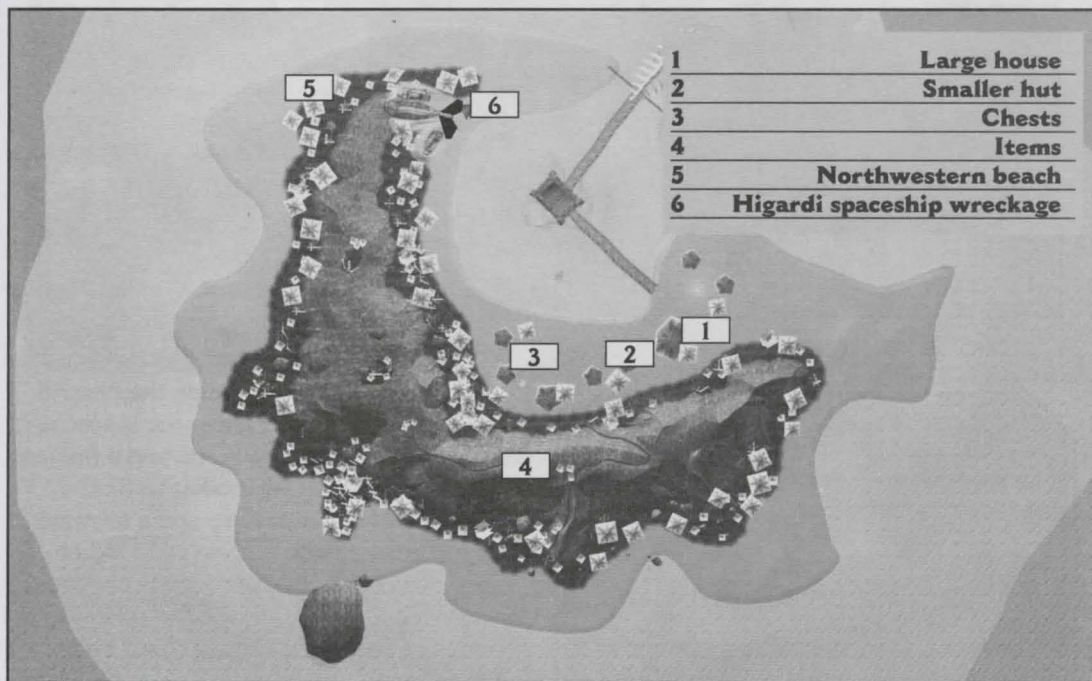 1 Large house
2 Smaller hut
3 Chests
4 Items
5 Northwestern beach
6 Higardi spaceship wreckage
5
6
1
2
3
4